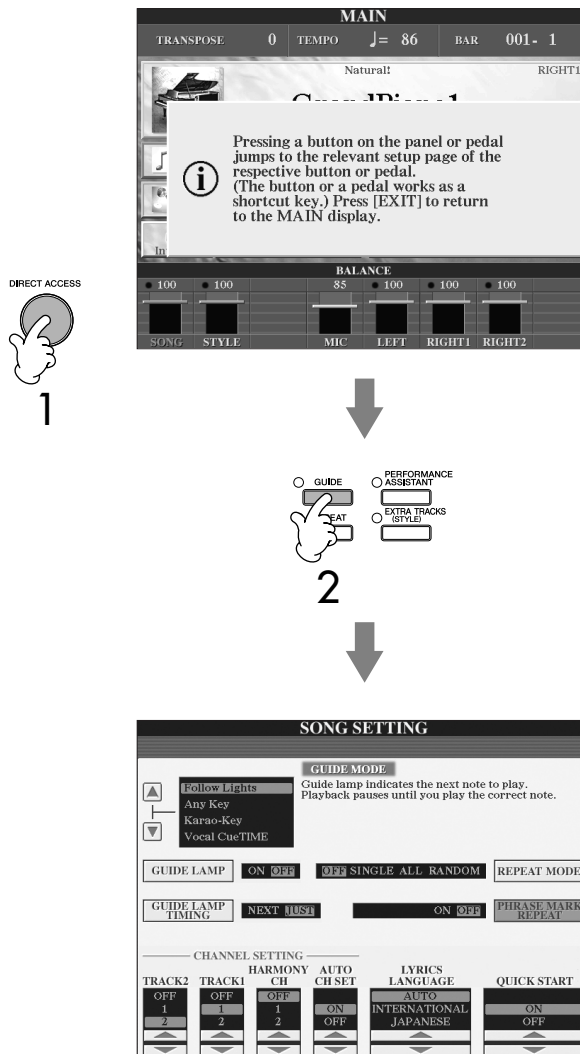 MAIN
TRANSPOSE 0 TEMPO ♩= 86 BAR 001- 1
Natural! RIGHT1
Pressing a button on the panel or pedal
jumps to the relevant setup page of the
respective button or pedal.
(The button or a pedal works as a
shortcut key.) Press [EXIT] to return
to the MAIN display.
DIRECT ACCESS
1
BALANCE
100 100 85 100 100 100
SONG STYLE MIC LEFT RIGHT1 RIGHT2
GUIDE PERFORMANCE
ASSISTANT
EXTRA TRACKS
(STYLE)
2
SONG SETTING
GUIDE MODE
Follow Lights
Any Key
Karao-Key
Vocal CueTIME
Guide lamp indicates the next note to play.
Playback pauses until you play the correct note.
GUIDE LAMP ON OFF OFF SINGLE ALL RANDOM REPEAT MODE
GUIDE LAMP
TIMING NEXT JUST ON OFF PHRASE MARK
REPEAT
CHANNEL SETTING
TRACK2 TRACK1 HARMONY
CH AUTO
CH SET LYRICS
LANGUAGE QUICK START
OFF OFF OFF AUTO
1 1 1 ON INTERNATIONAL ON
2 2 2 OFF JAPANESE OFF